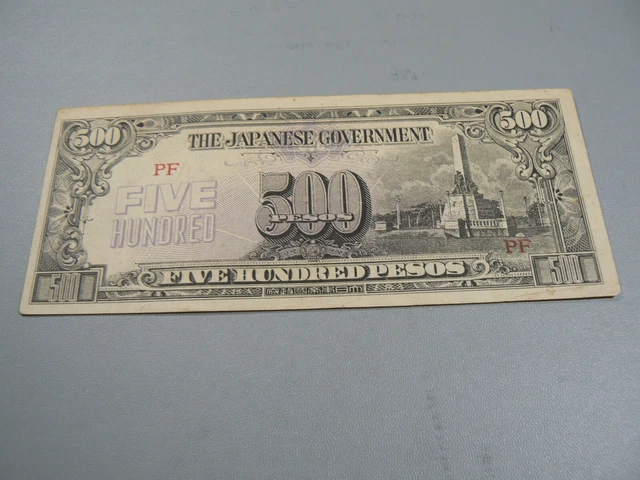 500
500
THE JAPANESE GOVERNMENT
PF
FIVE
HUNDRED
500
PESOS
PF
500
500
FIVE HUNDRED PESOS